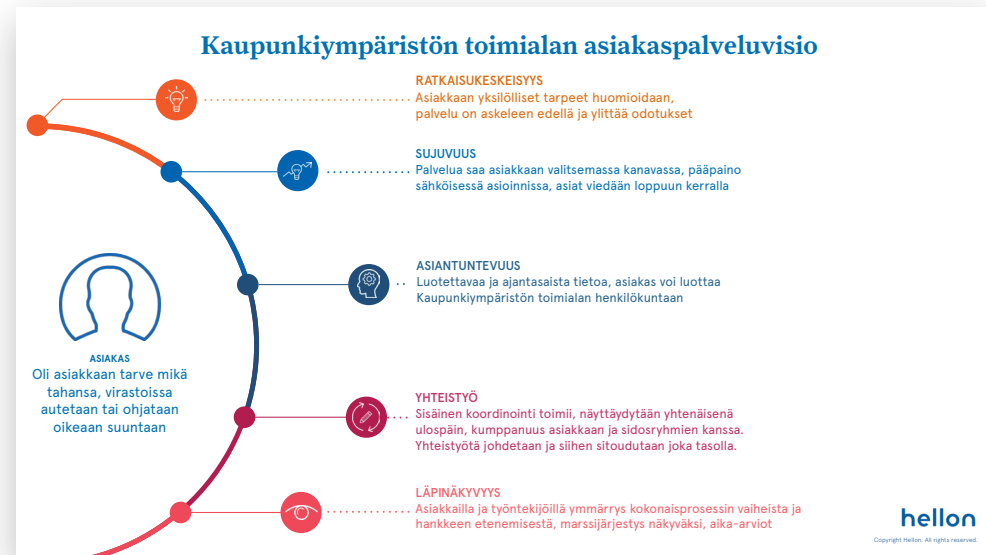 Kaupunkiympäristön toimialan asiakaspalveluvisio
RATKAISUKESKEISYYS
Asiakkaan yksilölliset tarpeet huomioidaan,
palvelu on askeleen edellä ja ylittää odotukset
SUJUVUUS
Palvelua saa asiakkaan valitsemassa kanavassa, pääpaino
sähköisessä asioinnissa, asiat viedään loppuun kerralla
ASIANTUNTEVUUS
Luotettavaa ja ajantasaista tietoa, asiakas voi luottaa
Kaupunkiympäristön toimialan henkilökuntaan
ASIAKAS
Oli asiakkaan tarve mikä
tahansa, virastoissa
autetaan tai ohjataan
oikeaan suuntaan
YHTEISTYÖ
Sisäinen koordinointi toimii, näyttäydytään yhtenäisenä
ulospäin, kumppanuus asiakkaan ja sidosryhmien kanssa.
Yhteistyötä johdetaan ja siihen sitoudutaan joka tasolla.
LÄPINÄKYVYYS
Asiakkailla ja työntekijöillä ymmärrys kokonaisprosessin vaiheista ja
hankkeen etenemisestä, marssijärjestys näkyväksi, aika-arviot
hellon
Copyright Hellon. All rights reserved.